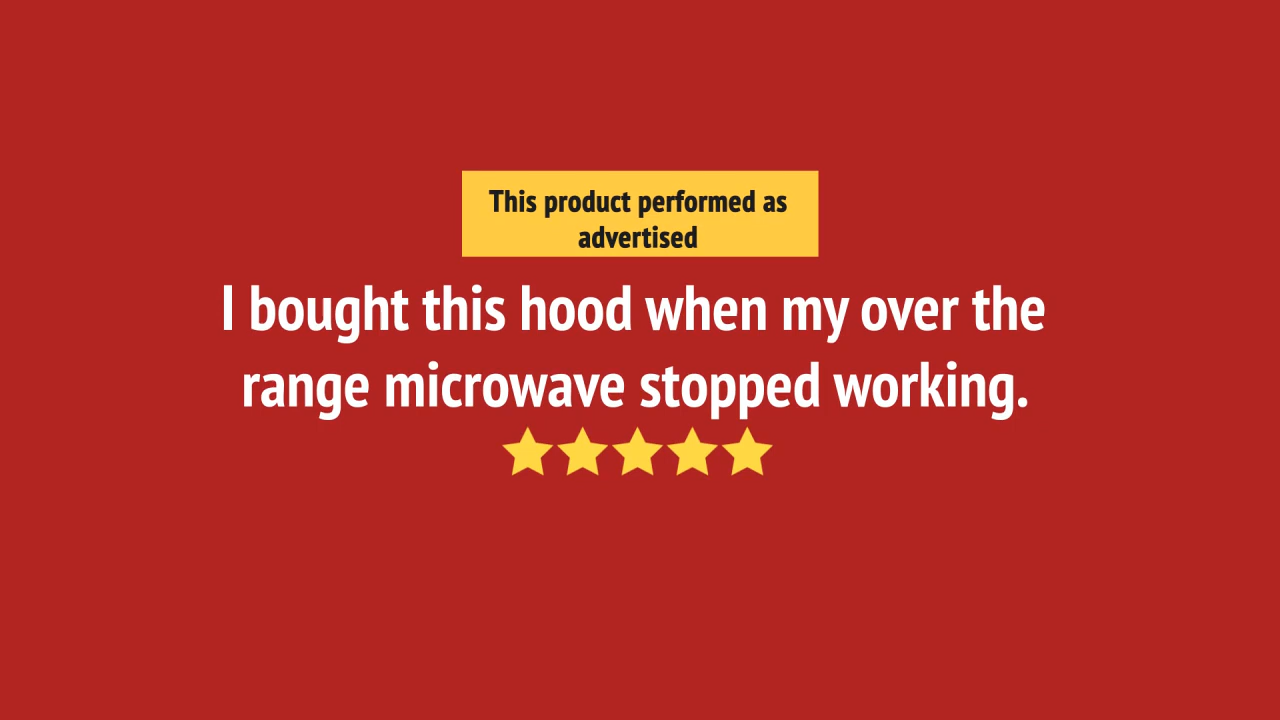 This product performed as
advertised
I bought this hood when my over the
range microwave stopped working.